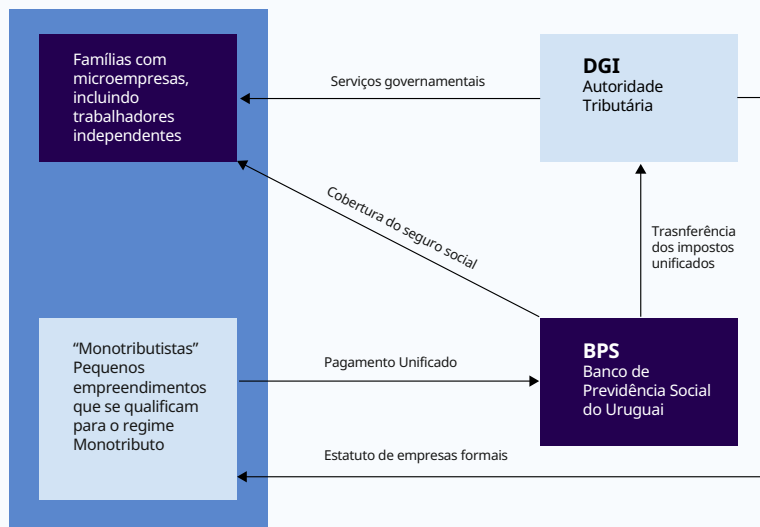 Famílias com
microempresas,
incluindo
trabalhadores
independentes
Serviços governamentais
DGI
Autoridade
Tributária
Cobertura do seguro social
Trasnferência
dos impostos
unificados
“Monotributistas”
Pequenos
empreendimentos
que se qualificam
para o regime
Monotributo
Pagamento Unificado
BPS
Banco de
Previdência Social
do Uruguai
Estatuto de empresas formais